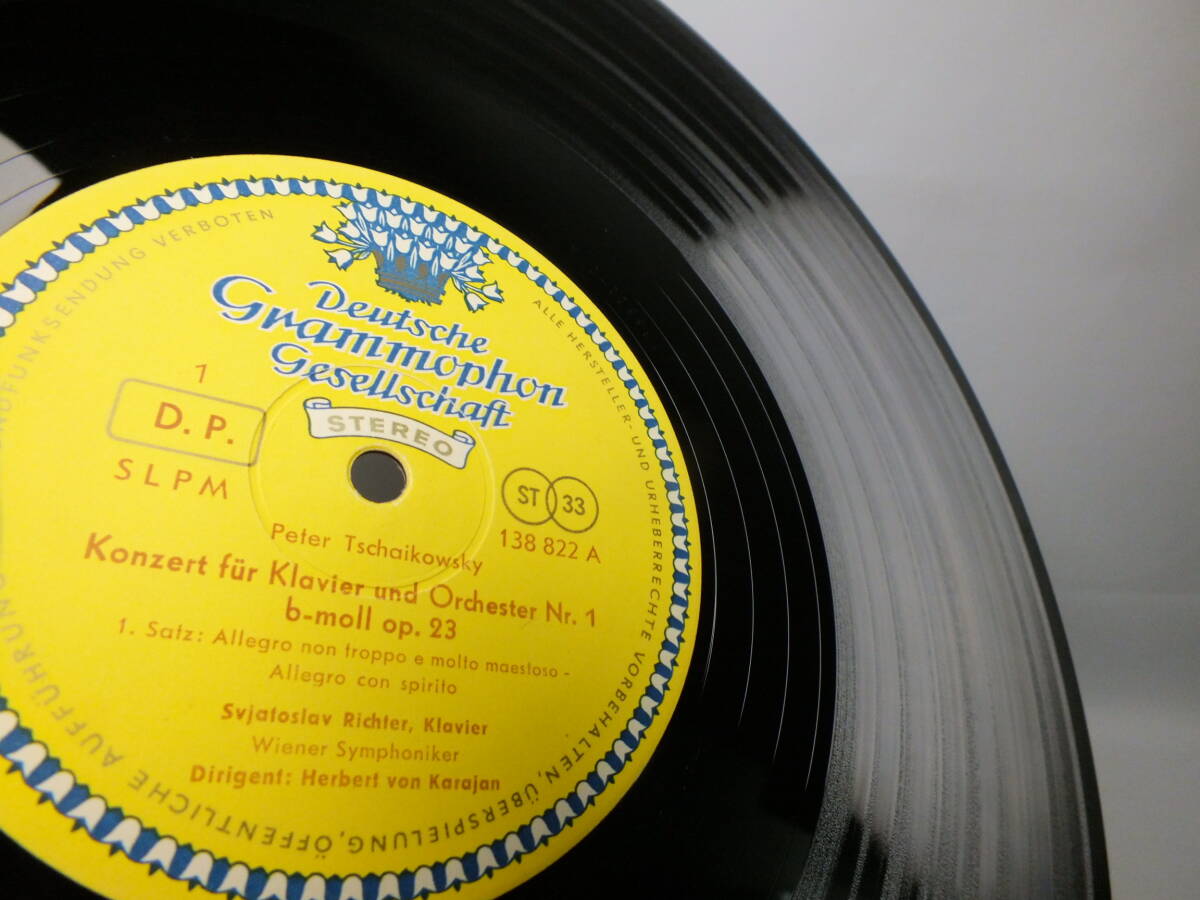 Deutsche
Grammophon
Gesellschaft
STEREO
1
D. P.
SLPM
ST 33
138 822 A
Peter Tschaikowsky
Konzert für Klavier und Orchester Nr. 1
b-moll op. 23
1. Satz: Allegro non troppo e molto maestoso -
Allegro con spirito
Svjatoslav Richter, Klavier
Wiener Symphoniker
Dirigent: Herbert von Karajan
ALLE HERSTELLER- UND URHEBERRECHTE VORBEHALTEN, ÜBERSPIELUNG, ÖFFENTLICHE AUFFÜHRUNG
RUNDFUNKSENDUNG VERBOTEN